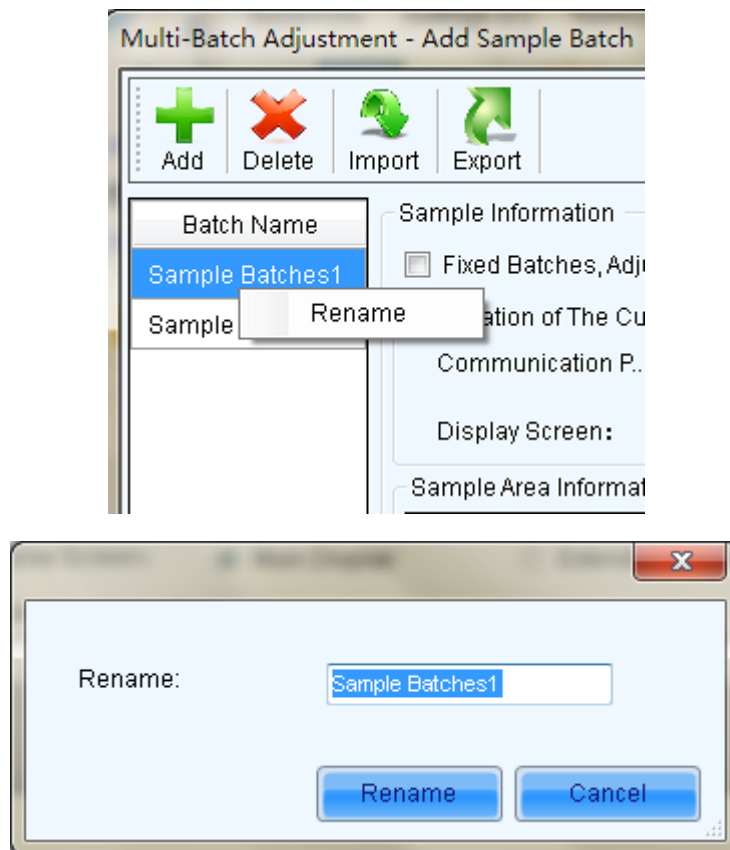 Multi-Batch Adjustment - Add Sample Batch
Add Delete Import Export
Batch Name
Sample Batches1
Sample
Rename
Sample Information
Fixed Batches, Adj
ation of The Cu
Communication P..
Display Screen:
Sample Area Informat
Rename:
Sample Batches1
Rename Cancel